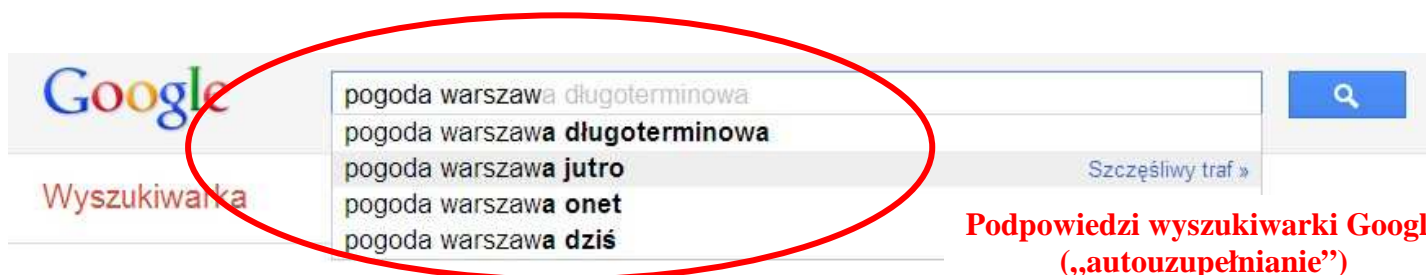 Google
pogoda warszawa długoterminowa
pogoda warszawa długoterminowa
pogoda warszawa jutro
Szczęśliwy traf »
Wyszukiwarka
pogoda warszawa onet
pogoda warszawa dziś
Podpowiedzi wyszukiwarki Googl
(„autouzupełnianie”)